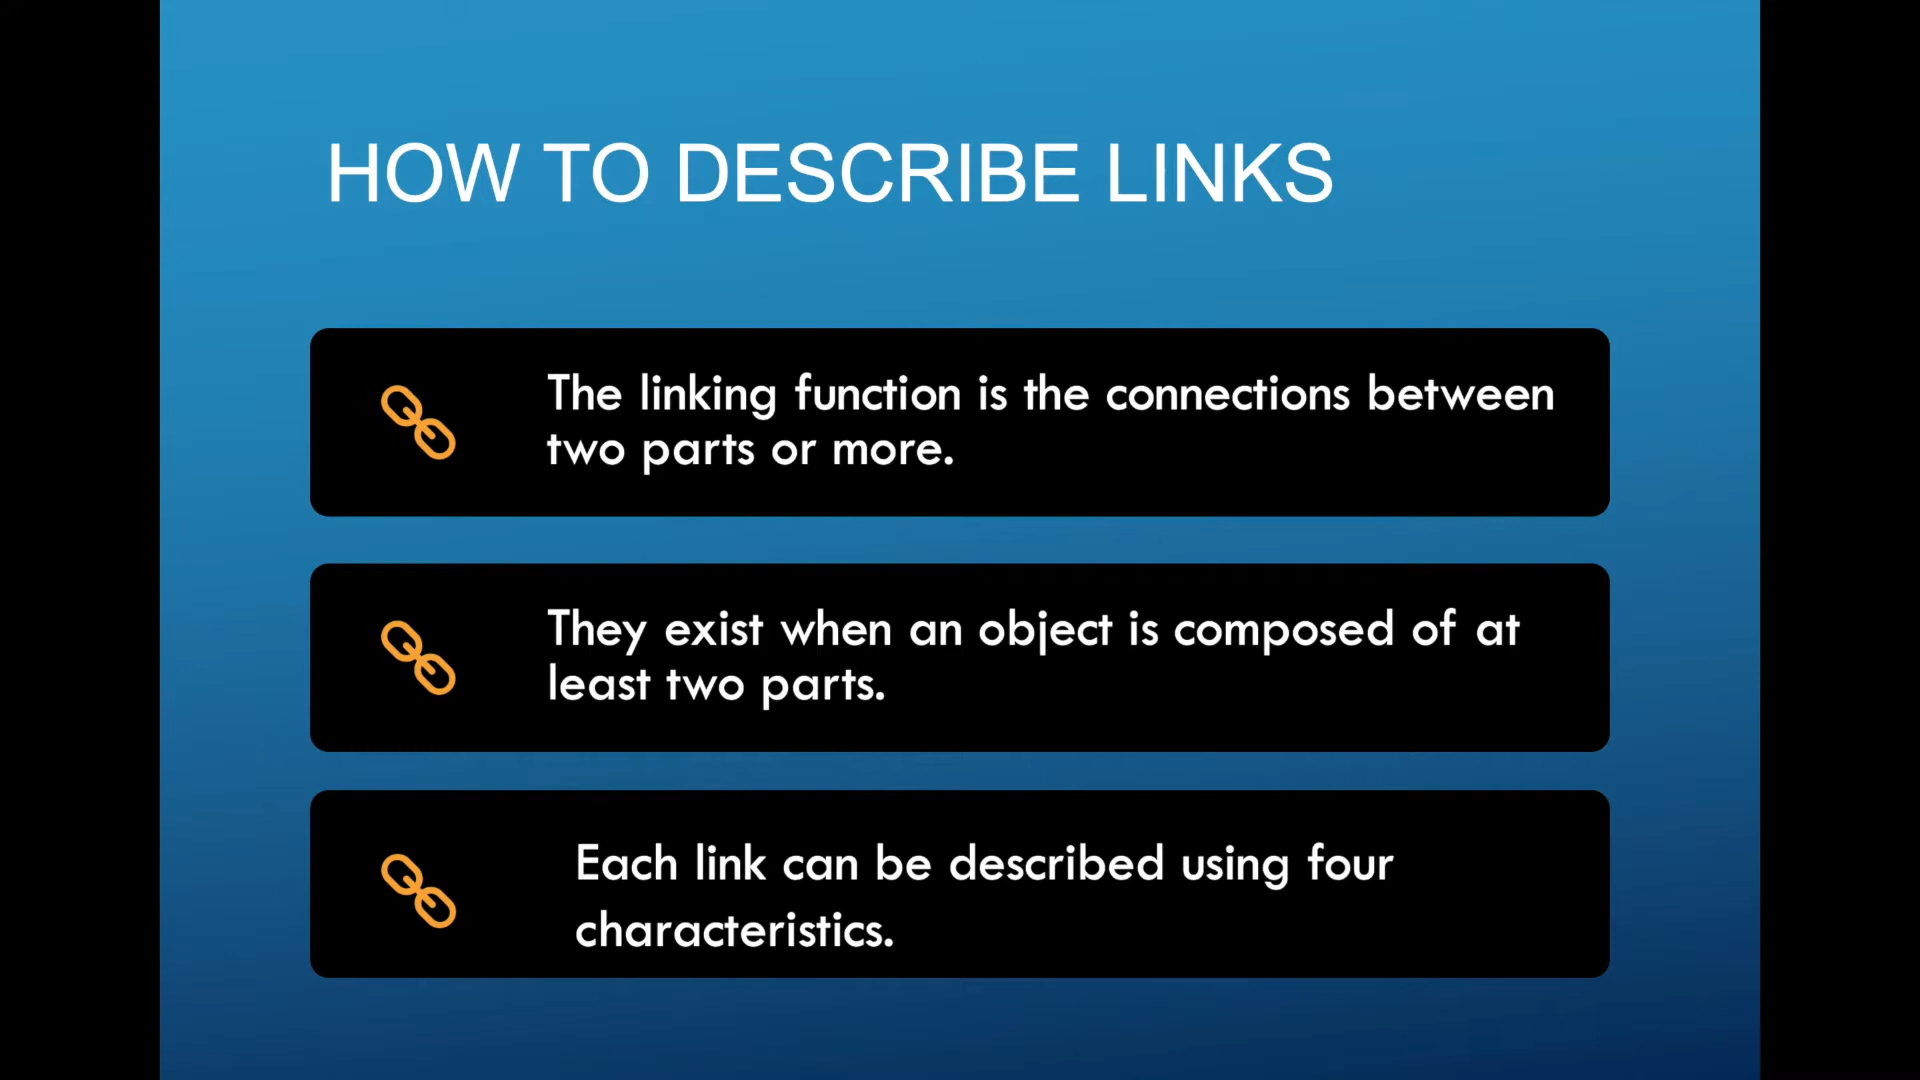 HOW TO DESCRIBE LINKS
The linking function is the connections between
two parts or more.
They exist when an object is composed of at
least two parts.
Each link can be described using four
characteristics.